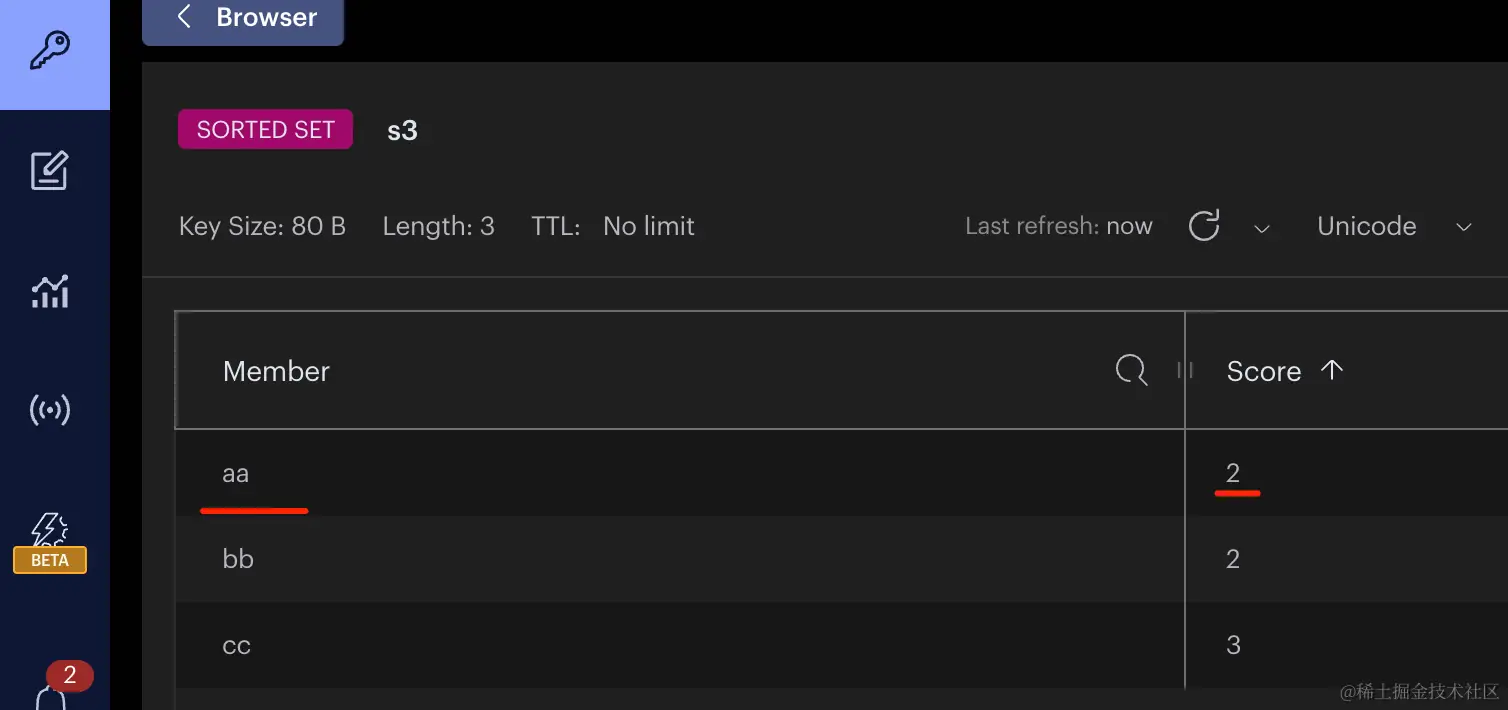 Browser
SORTED SET s3
Key Size: 80 B Length: 3 TTL: No limit Last refresh: now Unicode
Member Score
aa 2
bb 2
BETA
cc 3
2
@稀土掘金技术社区